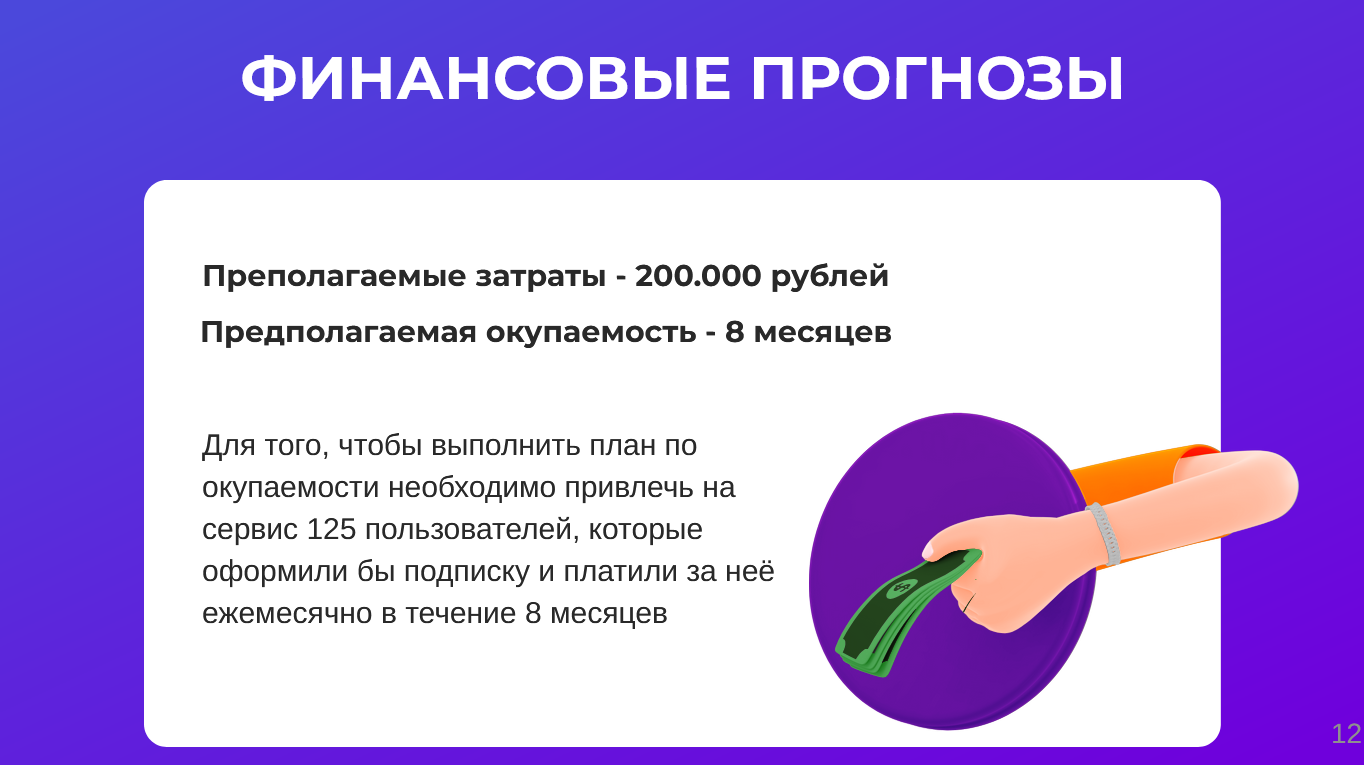 ФИНАНСОВЫЕ ПРОГНОЗЫ
Преполагаемые затраты - 200.000 рублей
Предполагаемая окупаемость - 8 месяцев
Для того, чтобы выполнить план по
окупаемости необходимо привлечь на
сервис 125 пользователей, которые
оформили бы подписку и платили за неё
ежемесячно в течение 8 месяцев
12